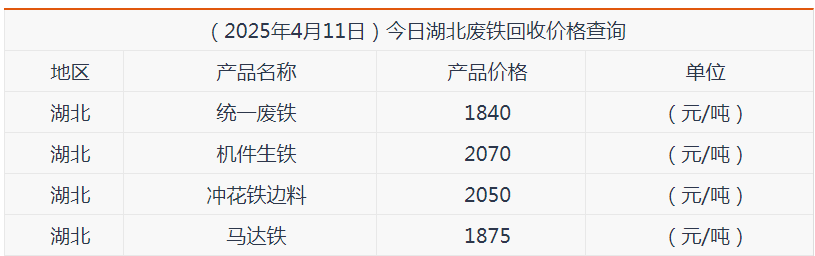 （2025年4月11日）今日湖北废铁回收价格查询
地区 产品名称 产品价格 单位
湖北 统一废铁 1840 （元/吨）
湖北 机件生铁 2070 （元/吨）
湖北 冲花铁边料 2050 （元/吨）
湖北 马达铁 1875 （元/吨）